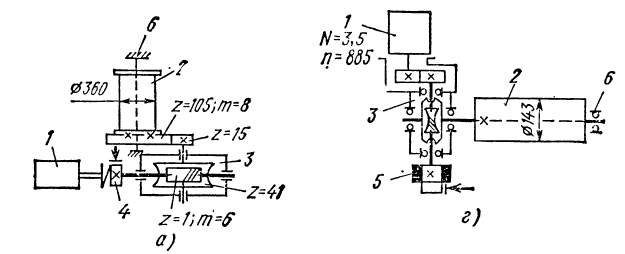 6
2
Ø360
z=105; m=8
z=15
1
3
4
z=41
z=1; m=6
а)
1
N=3,5
n=885
2
6
3
Ø143
5
г)